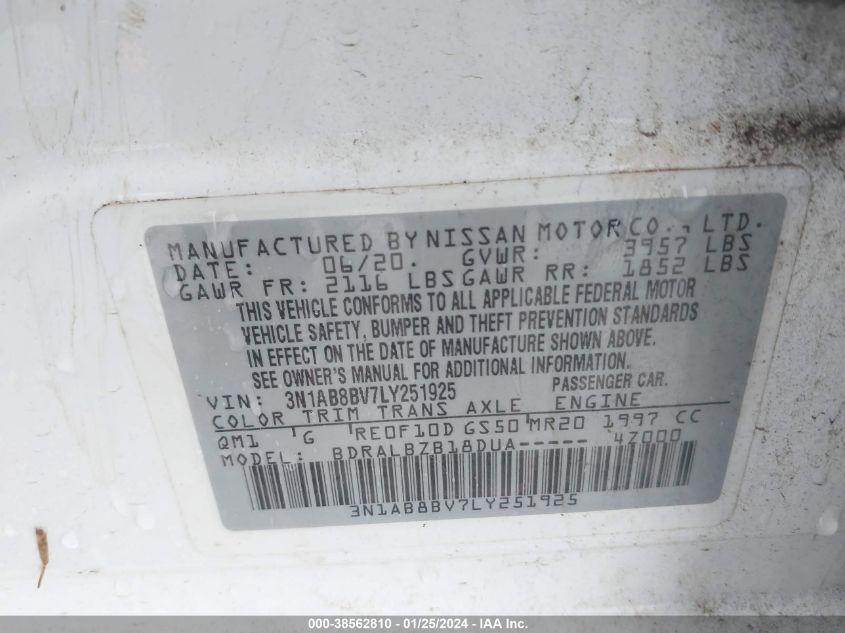 MANUFACTURED BY NISSAN MOTOR CO., LTD.
DATE: 06/20. GVWR: 3957 LBS
GAWR FR: 2116 LBS GAWR RR: 1852 LBS
THIS VEHICLE CONFORMS TO ALL APPLICABLE FEDERAL MOTOR
VEHICLE SAFETY, BUMPER AND THEFT PREVENTION STANDARDS
IN EFFECT ON THE DATE OF MANUFACTURE SHOWN ABOVE.
SEE OWNER'S MANUAL FOR ADDITIONAL INFORMATION.
VIN: 3N1AB8BV7LY251925 PASSENGER CAR.
COLOR TRIM TRANS AXLE ENGINE
QM1 G RE0F10D GS50 MR20 1997 CC
MODEL: BDRALBZB18DUA----- 47000
3N1AB8BV7LY251925
000-38562810 - 01/25/2024 - IAA Inc.